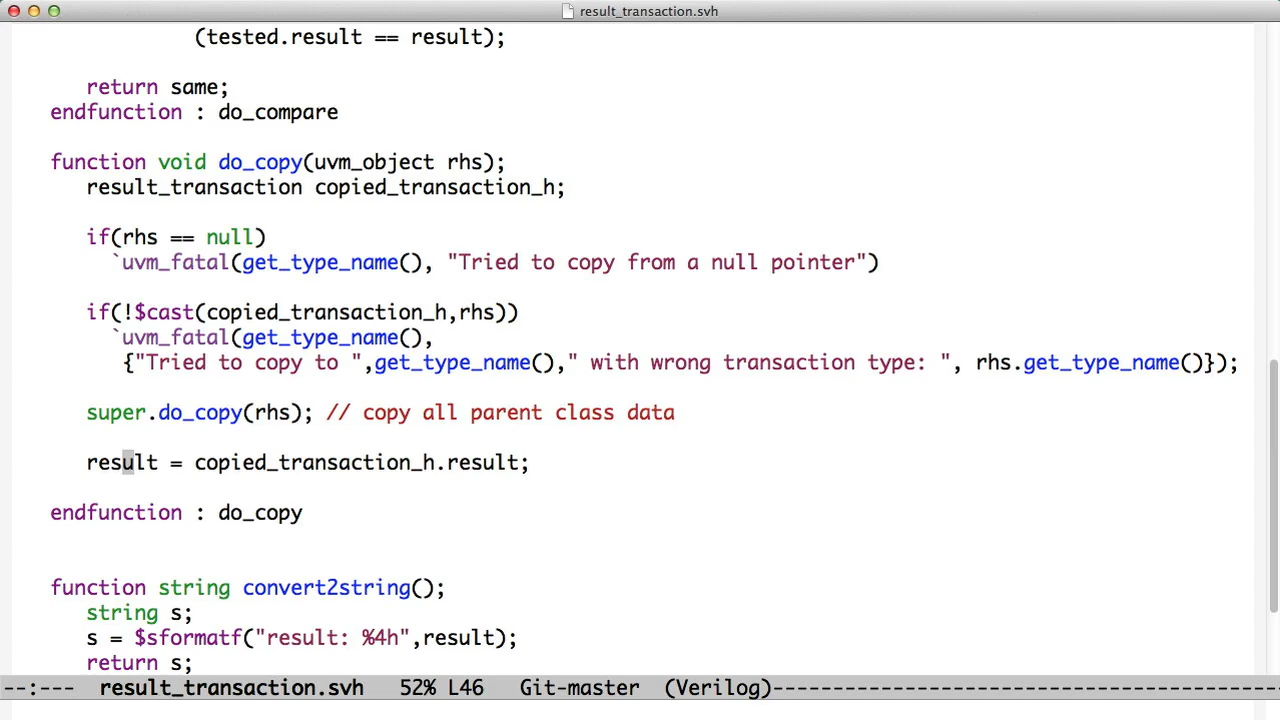 result_transaction.svh
(tested.result == result);
return same;
endfunction : do_compare
function void do_copy(uvm_object rhs);
result_transaction copied_transaction_h;
if(rhs == null)
`uvm_fatal(get_type_name(), "Tried to copy from a null pointer")
if(!$cast(copied_transaction_h,rhs))
`uvm_fatal(get_type_name(),
{"Tried to copy to ",get_type_name()," with wrong transaction type: ", rhs.get_type_name()});
super.do_copy(rhs); // copy all parent class data
result = copied_transaction_h.result;
endfunction : do_copy
function string convert2string();
string s;
s = $sformatf("result: %4h",result);
return s;
--:--- result_transaction.svh 52% L46 Git-master (Verilog)------------------------------------------